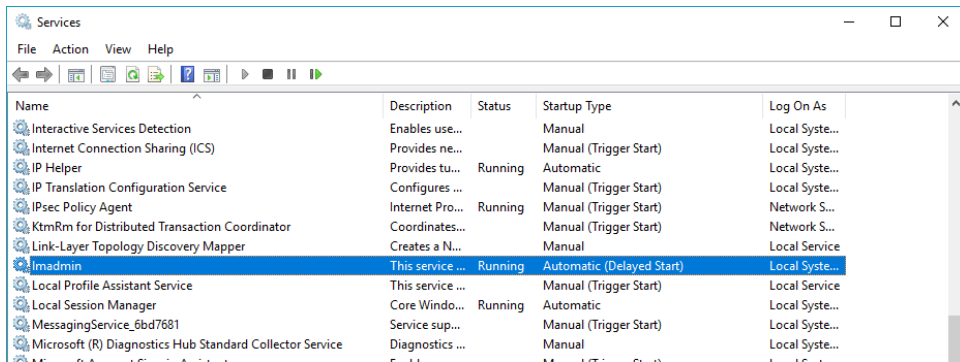 Services
File Action View Help
Name Description Status Startup Type Log On As
Interactive Services Detection Enables use... Manual Local Syste...
Internet Connection Sharing (ICS) Provides ne... Manual (Trigger Start) Local Syste...
IP Helper Provides tu... Running Automatic Local Syste...
IP Translation Configuration Service Configures ... Manual (Trigger Start) Local Syste...
IPsec Policy Agent Internet Pro... Running Manual (Trigger Start) Network S...
KtmRm for Distributed Transaction Coordinator Coordinates... Manual (Trigger Start) Network S...
Link-Layer Topology Discovery Mapper Creates a N... Manual Local Service
lmadmin This service ... Running Automatic (Delayed Start) Local Syste...
Local Profile Assistant Service This service ... Manual (Trigger Start) Local Service
Local Session Manager Core Windo... Running Automatic Local Syste...
MessagingService_6bd7681 Service sup... Manual (Trigger Start) Local Syste...
Microsoft (R) Diagnostics Hub Standard Collector Service Diagnostics ... Manual Local Syste...